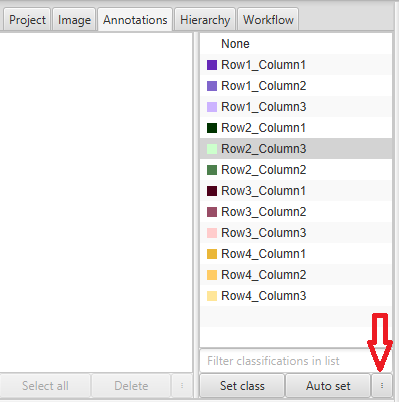 Project Image Annotations Hierarchy Workflow
None
Row1_Column1
Row1_Column2
Row1_Column3
Row2_Column1
Row2_Column3
Row2_Column2
Row3_Column1
Row3_Column2
Row3_Column3
Row4_Column1
Row4_Column2
Row4_Column3
Filter classifications in list
Select all Delete ⋮ Set class Auto set ⋮